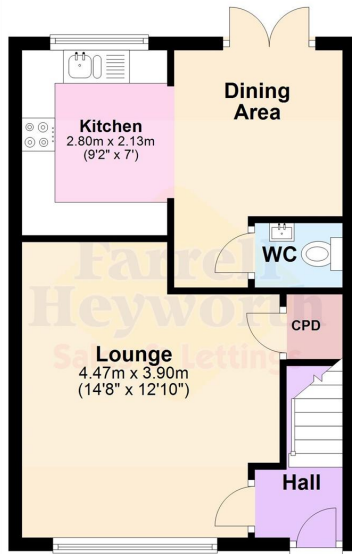 Dining
Area
Kitchen
2.80m x 2.13m
(9'2" x 7')
WC
Farrell
Heyworth
Sales & Lettings
CPD
Lounge
4.47m x 3.90m
(14'8" x 12'10")
Hall